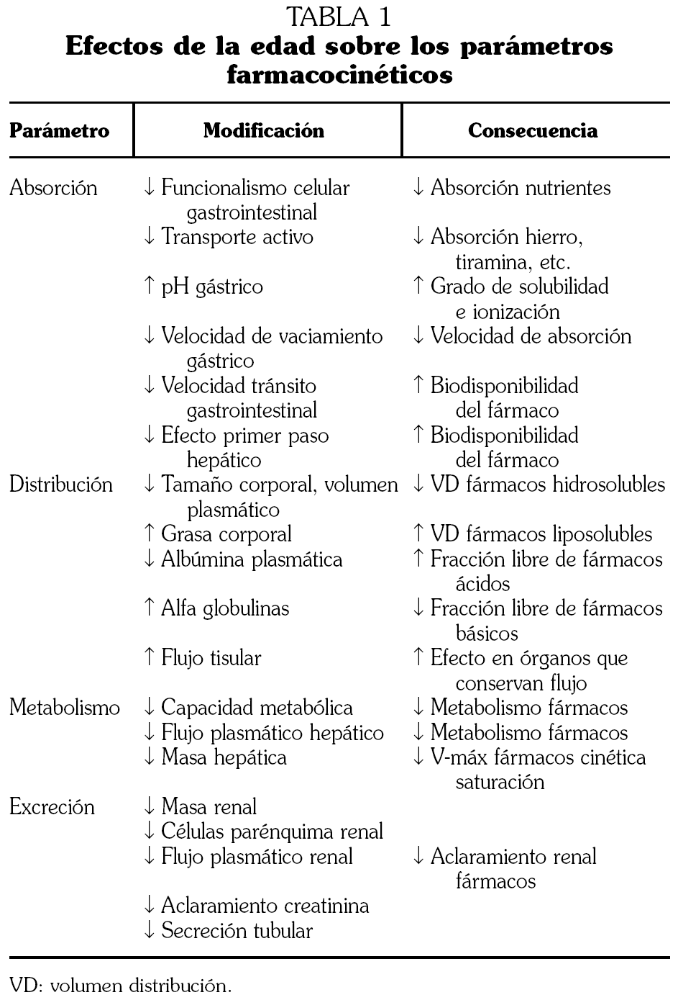 TABLA 1
Efectos de la edad sobre los parámetros
farmacocinéticos
Parámetro Modificación Consecuencia
Absorción ↓ Funcionalismo celular ↓ Absorción nutrientes
gastrointestinal
↓ Transporte activo ↓ Absorción hierro,
tiramina, etc.
↑ pH gástrico ↑ Grado de solubilidad
e ionización
↓ Velocidad de vaciamiento ↓ Velocidad de absorción
gástrico
↓ Velocidad tránsito ↑ Biodisponibilidad
gastrointestinal del fármaco
↓ Efecto primer paso ↑ Biodisponibilidad
hepático del fármaco
Distribución ↓ Tamaño corporal, volumen ↓ VD fármacos hidrosolubles
plasmático
↑ Grasa corporal ↑ VD fármacos liposolubles
↓ Albúmina plasmática ↑ Fracción libre de fármacos
ácidos
↑ Alfa globulinas ↓ Fracción libre de fármacos
básicos
↑ Flujo tisular ↑ Efecto en órganos que
conservan flujo
Metabolismo ↓ Capacidad metabólica ↓ Metabolismo fármacos
↓ Flujo plasmático hepático ↓ Metabolismo fármacos
↓ Masa hepática ↓ V-máx fármacos cinética
saturación
Excreción ↓ Masa renal
↓ Células parénquima renal
↓ Flujo plasmático renal ↓ Aclaramiento renal
fármacos
↓ Aclaramiento creatinina
↓ Secreción tubular
VD: volumen distribución.